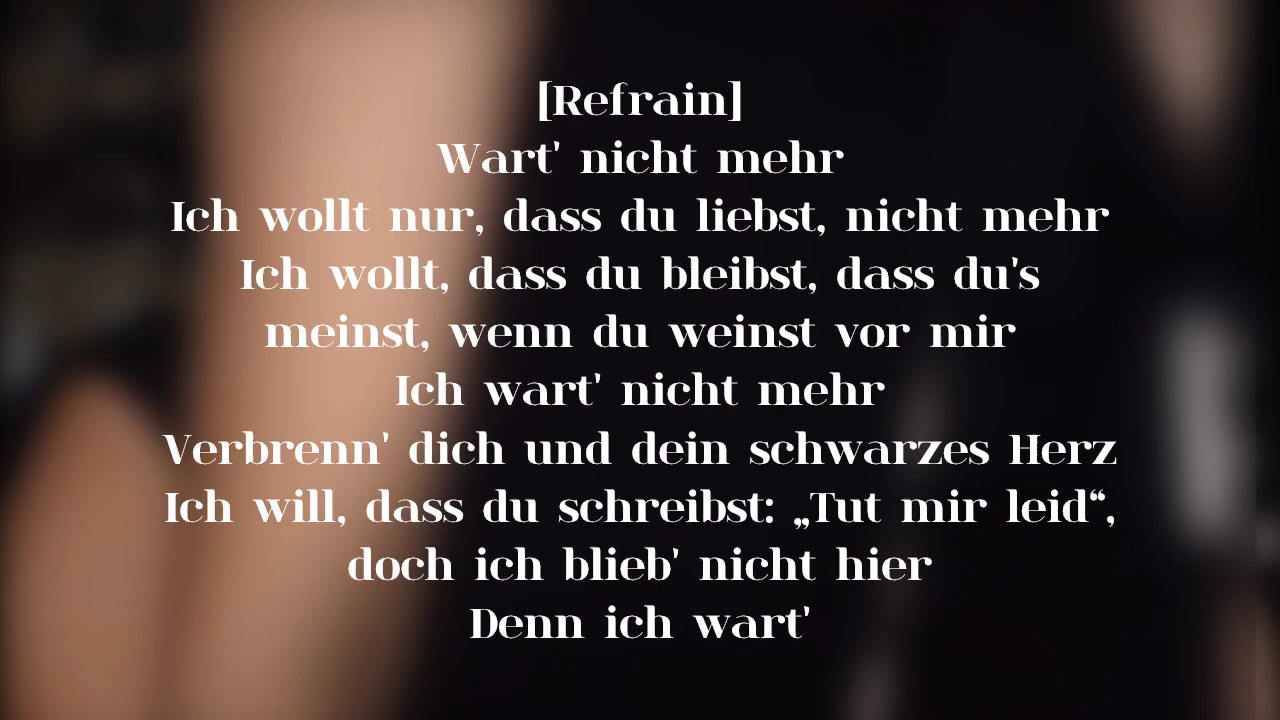 [Refrain]
Wart' nicht mehr
Ich wollt nur, dass du liebst, nicht mehr
Ich wollt, dass du bleibst, dass du's
meinst, wenn du weinst vor mir
Ich wart' nicht mehr
Verbrenn' dich und dein schwarzes Herz
Ich will, dass du schreibst: „Tut mir leid“,
doch ich blieb' nicht hier
Denn ich wart'